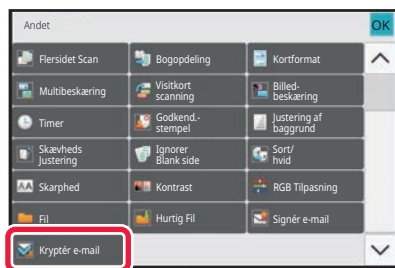 Andet
OK
Flersidet Scan
Bogopdeling
Kortformat
Multibeskæring
Visitkort
scanning
Billed-
beskæring
Timer
Godkend.-
stempel
Justering af
baggrund
Skævheds
Justering
Ignorer
Blank side
Sort/
hvid
Skarphed
Kontrast
RGB Tilpasning
Fil
Hurtig Fil
Signér e-mail
Kryptér e-mail